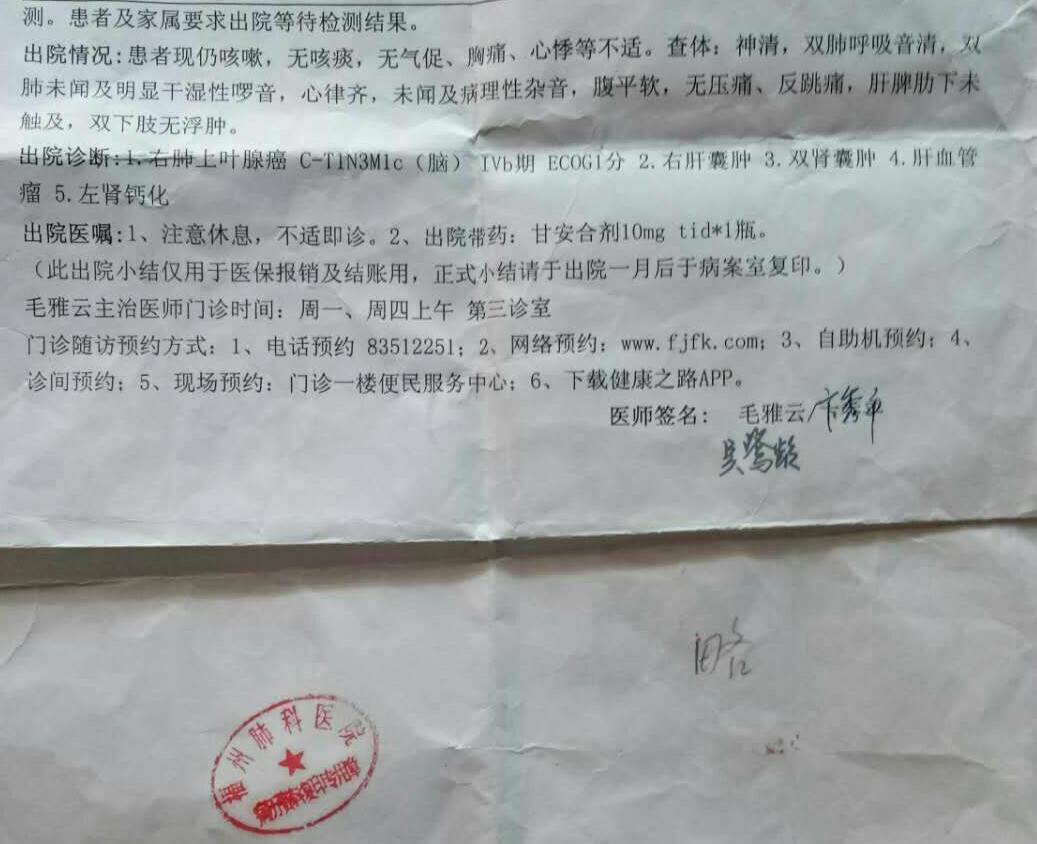 测。患者及家属要求出院等待检测结果。
出院情况:患者现仍咳嗽，无咳痰，无气促、胸痛、心悸等不适。查体：神清，双肺呼吸音清，双
肺未闻及明显干湿性啰音，心律齐，未闻及病理性杂音，腹平软，无压痛、反跳痛，肝脾肋下未
触及，双下肢无浮肿。
出院诊断:1.右肺上叶腺癌 C-T1N3M1c（脑）IVb期 ECOG1分 2.右肝囊肿 3.双肾囊肿 4.肝血管
瘤 5.左肾钙化
出院医嘱:1、注意休息，不适即诊。2、出院带药：甘安合剂10mg tid*1瓶。
（此出院小结仅用于医保报销及结账用，正式小结请于出院一月后于病案室复印。）
毛雅云主治医师门诊时间：周一、周四上午 第三诊室
门诊随访预约方式：1、电话预约 83512251；2、网络预约：www.fjfk.com；3、自助机预约；4、
诊间预约；5、现场预约：门诊一楼便民服务中心；6、下载健康之路APP。
医师签名： 毛雅云/
福州肺科医院